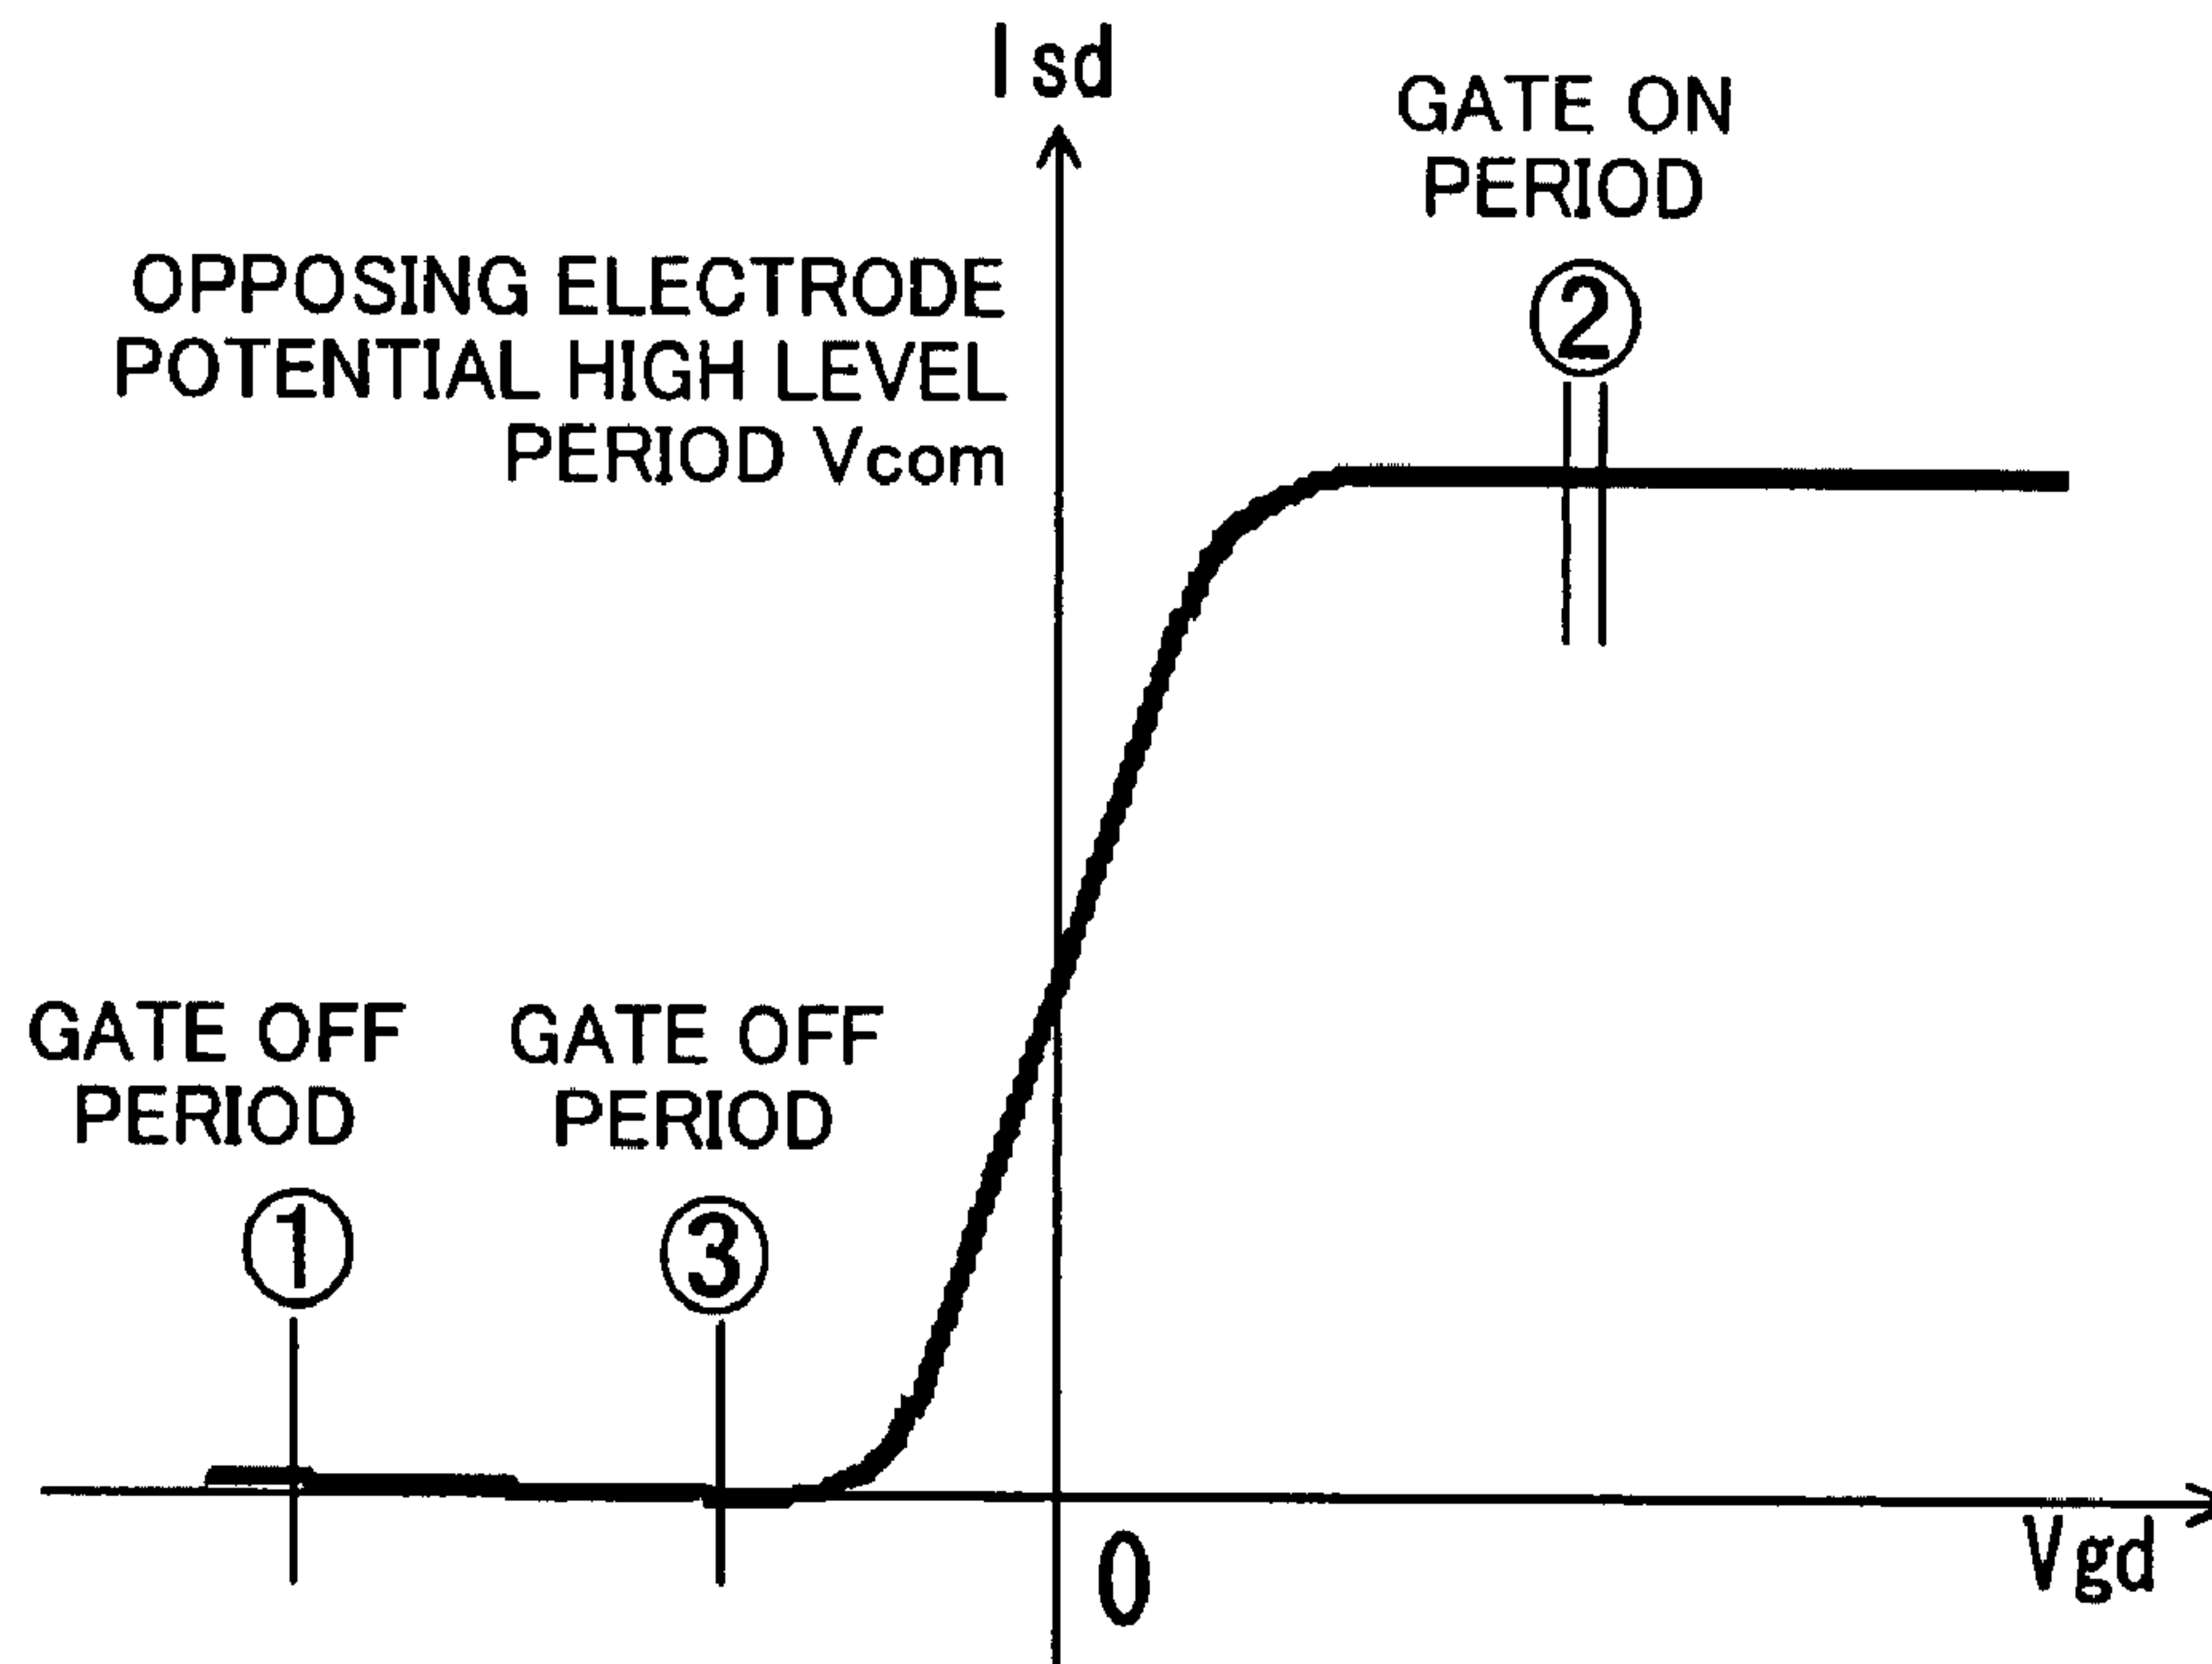 Isd
GATE ON
PERIOD
②
OPPOSING ELECTRODE
POTENTIAL HIGH LEVEL
PERIOD Vcom
GATE OFF
PERIOD
①
GATE OFF
PERIOD
③
0
Vgd